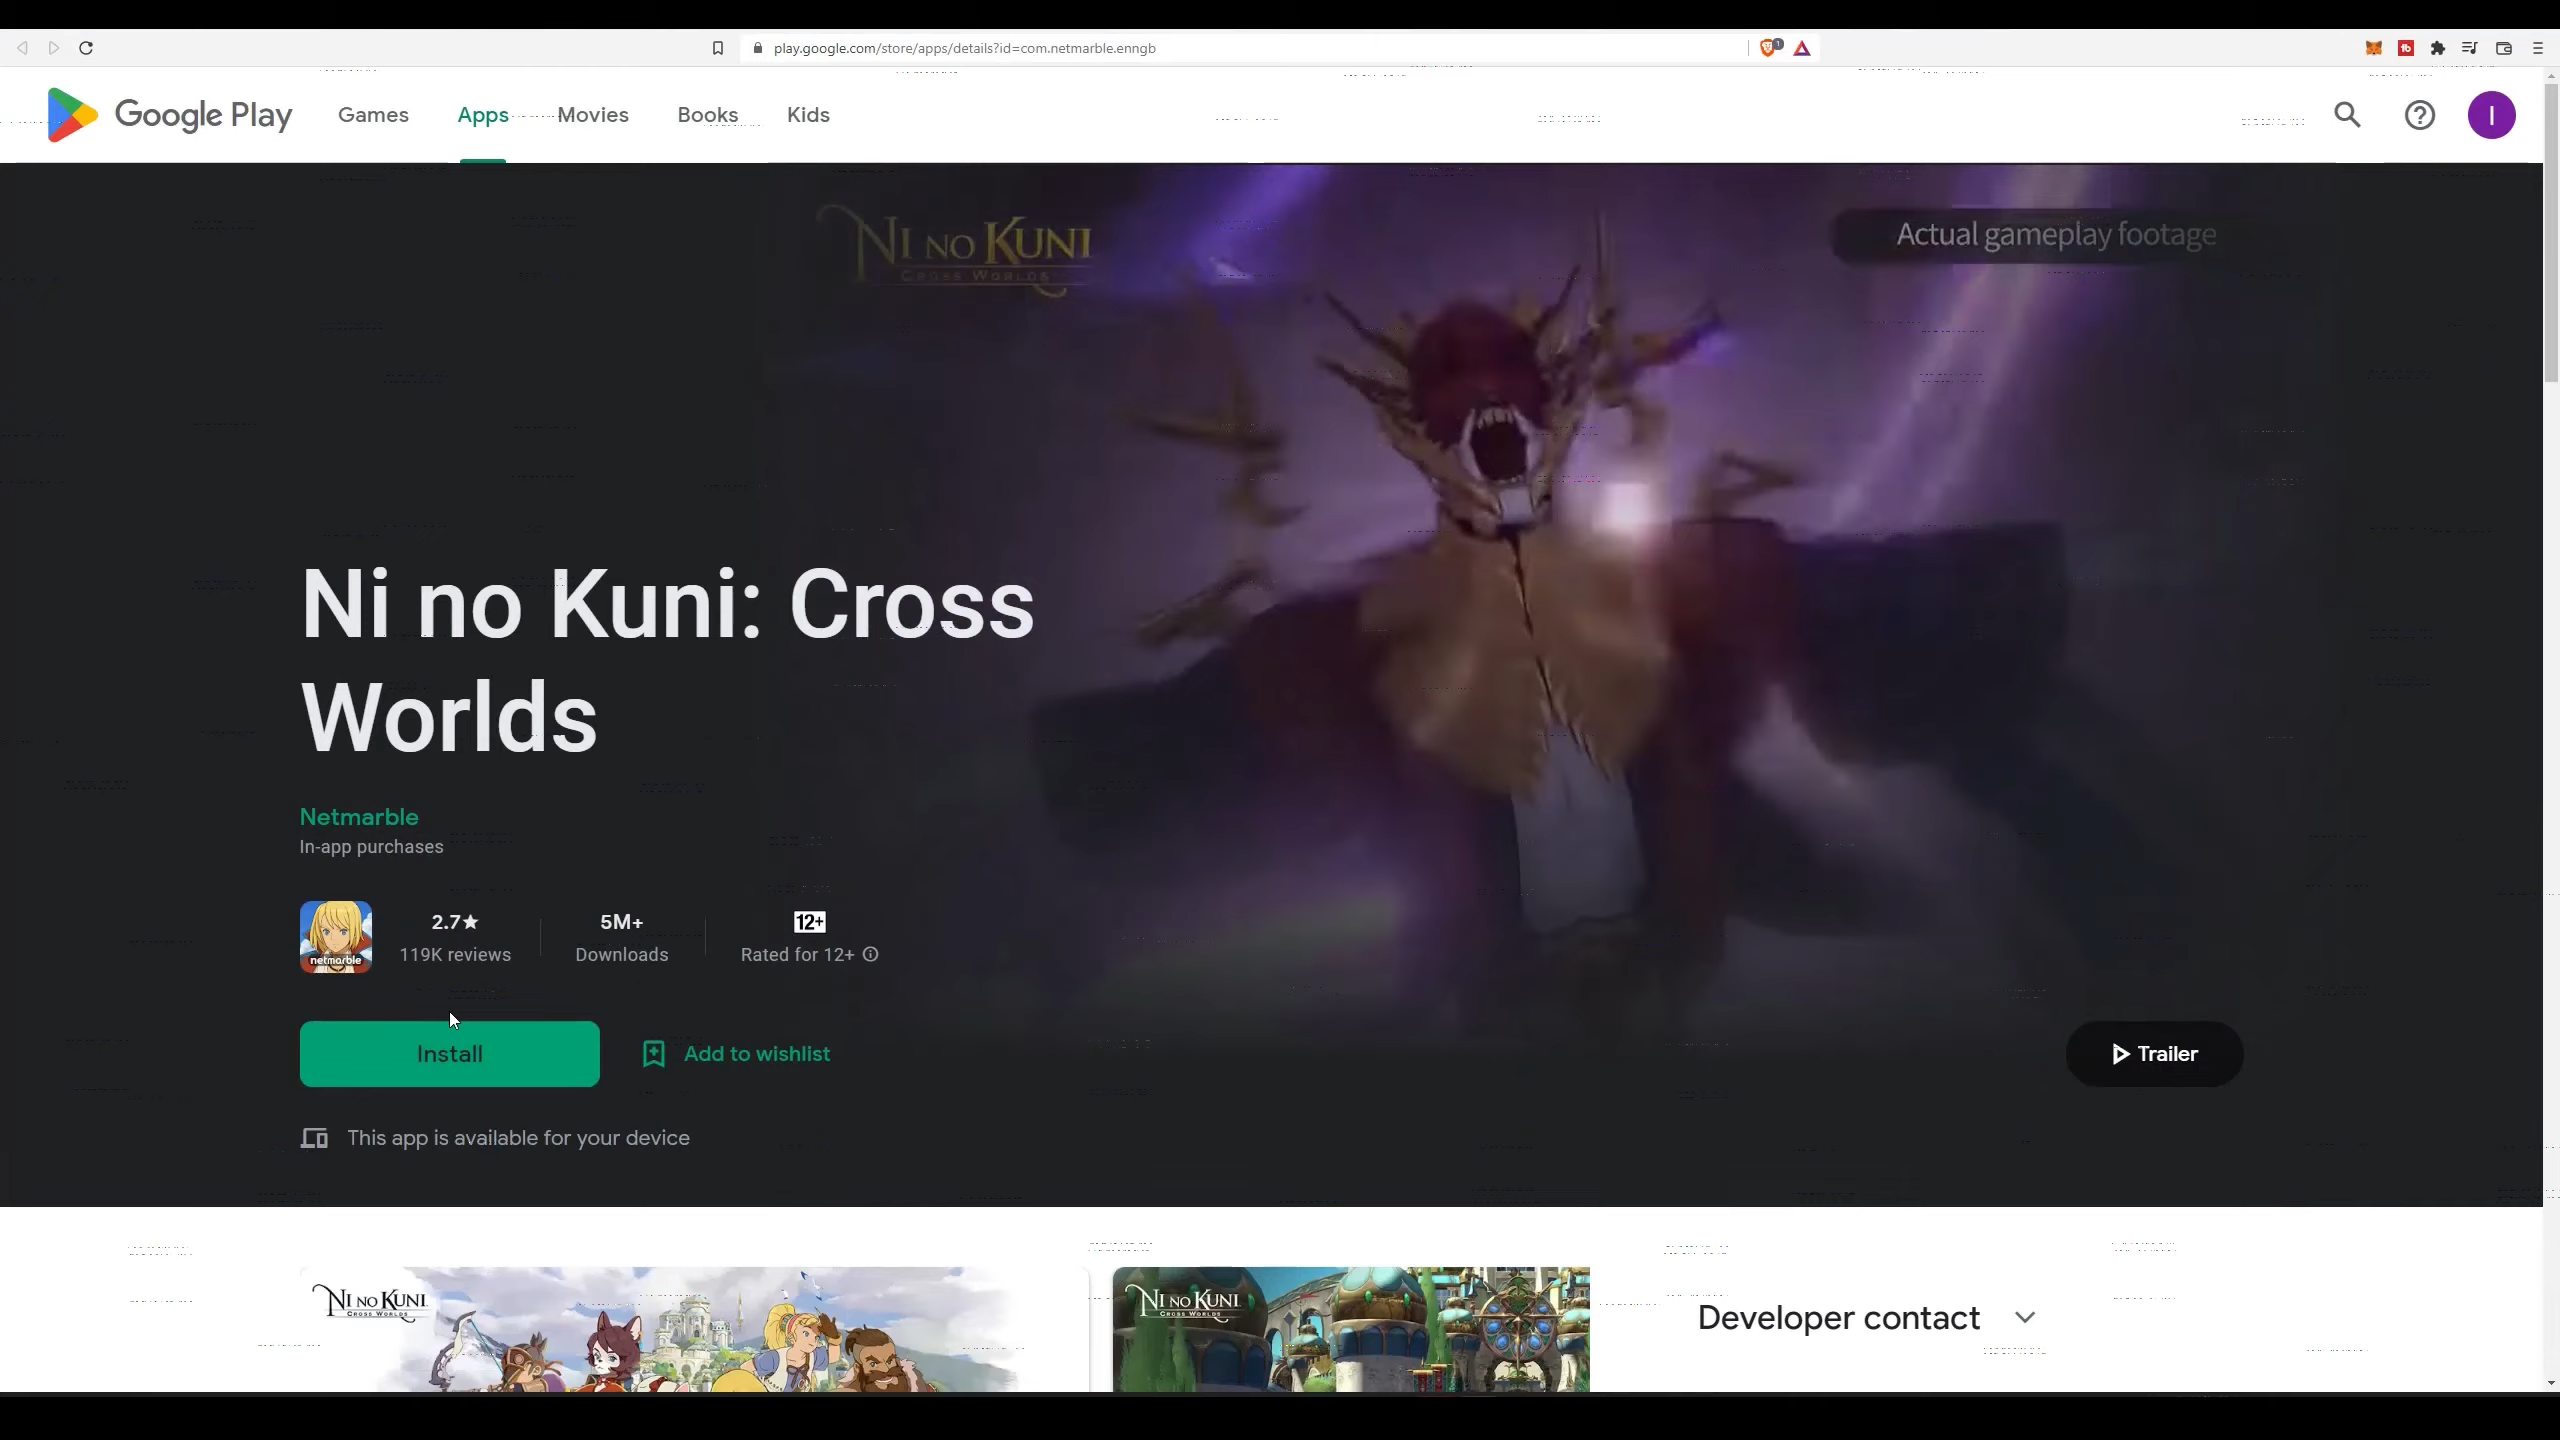 play.google.com/store/apps/details?id=com.netmarble.enngb
1
Google Play
Games
Apps
Movies
Books
Kids
I
NI NO KUNI
CROSS WORLDS
Actual gameplay footage
Ni no Kuni: Cross
Worlds
Netmarble
In-app purchases
netmarble
2.7★
119K reviews
5M+
Downloads
12+
Rated for 12+
Install
Add to wishlist
Trailer
This app is available for your device
NI NO KUNI
CROSS WORLDS
NI NO KUNI
CROSS WORLDS
Developer contact